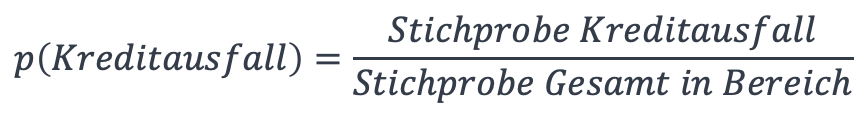 p(Kreditausfall) = Stichprobe Kreditausfall
Stichprobe Gesamt in Bereich